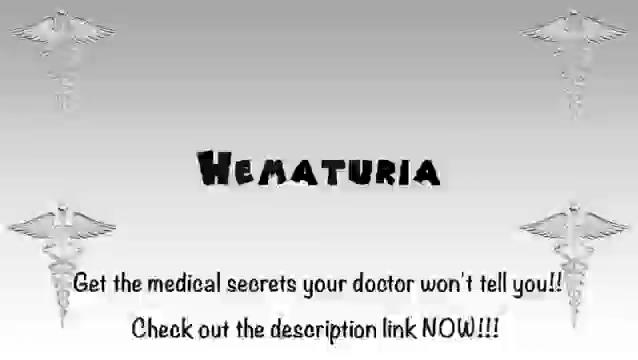 Hematuria
Get the medical secrets your doctor won't tell you!!
Check out the description link NOW!!!